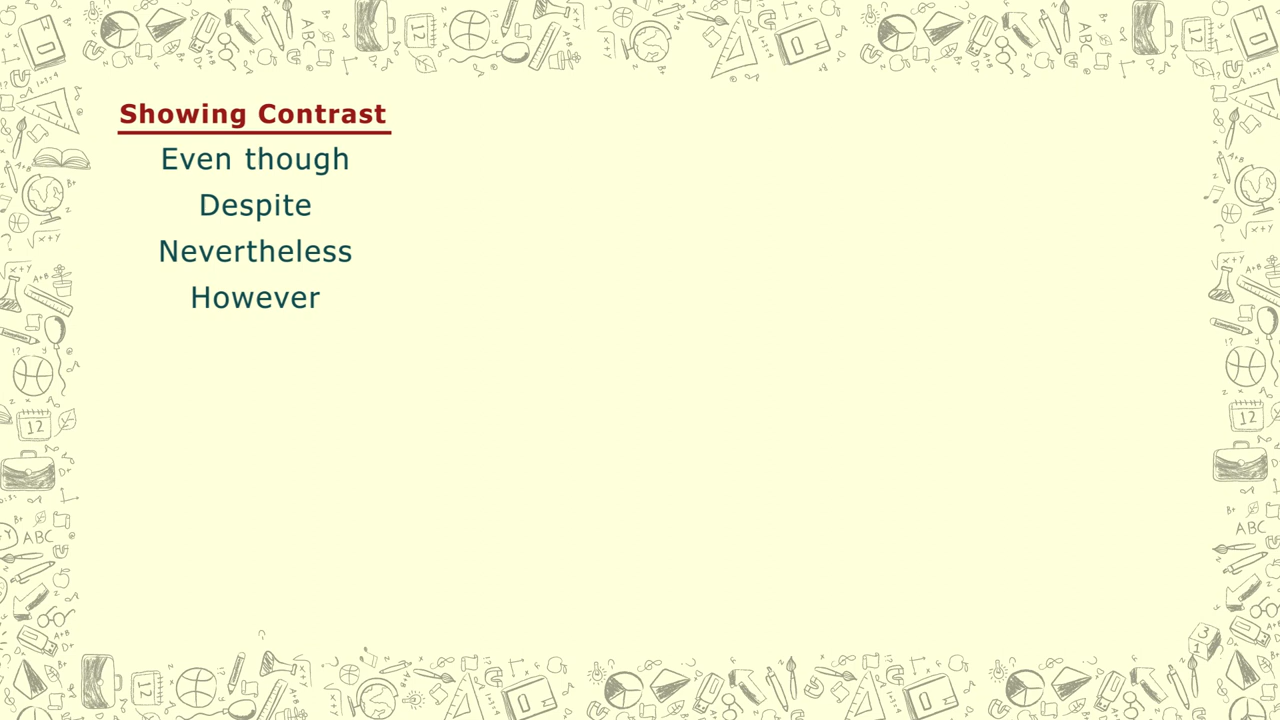 Showing Contrast
Even though
Despite
Nevertheless
However